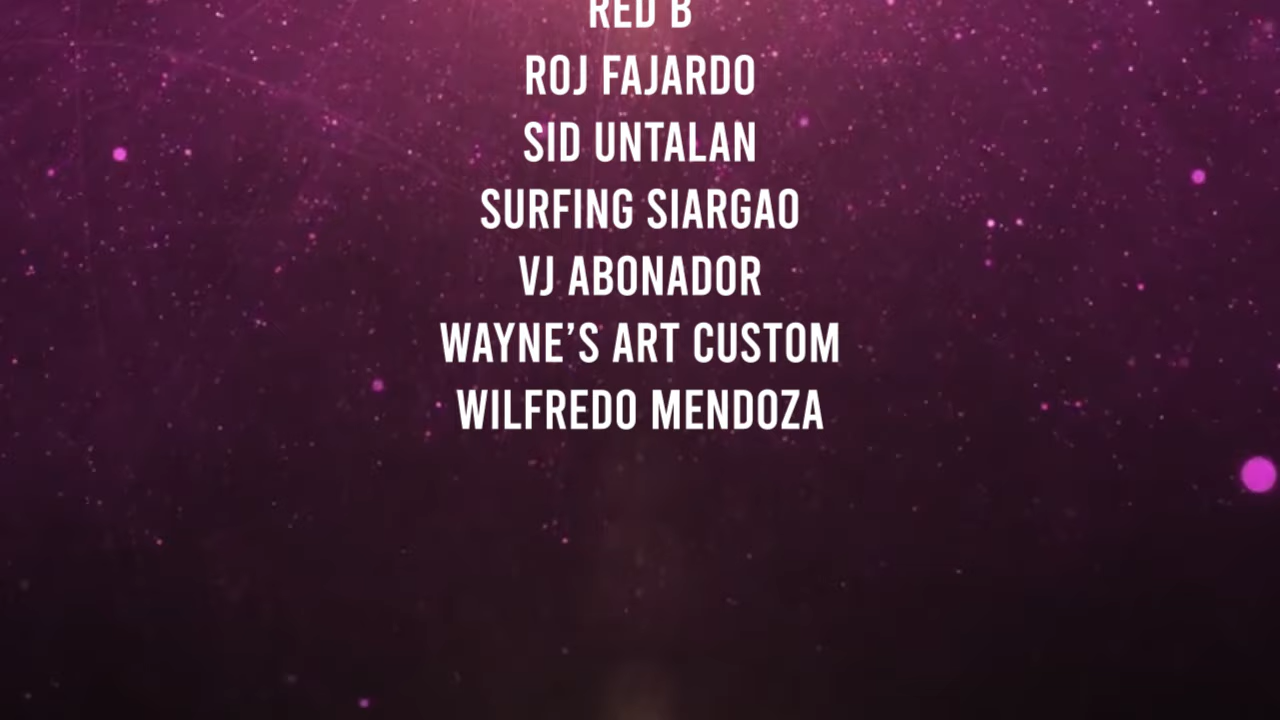 RED B
ROJ FAJARDO
SID UNTALAN
SURFING SIARGAO
VJ ABONADOR
WAYNE’S ART CUSTOM
WILFREDO MENDOZA